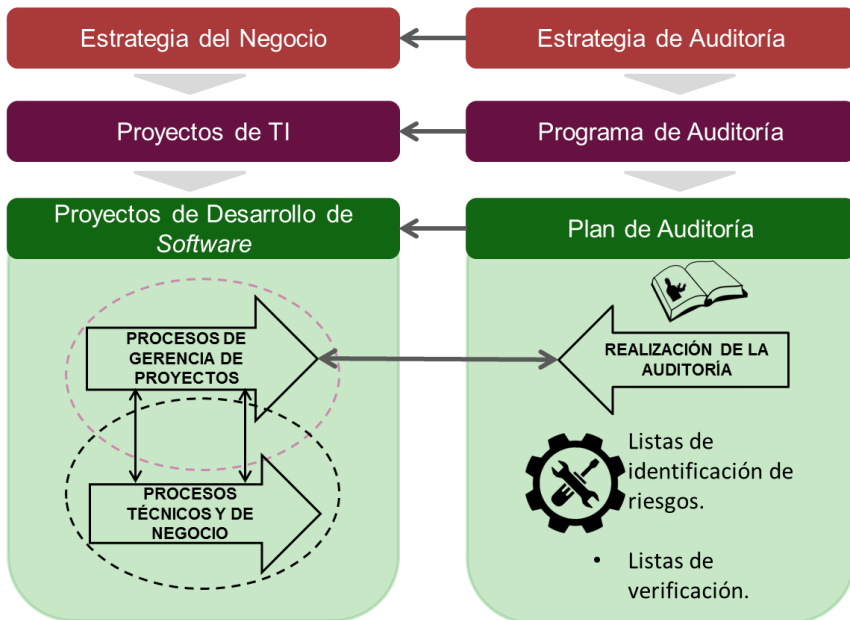 Estrategia del Negocio
Estrategia de Auditoría
Proyectos de TI
Programa de Auditoría
Proyectos de Desarrollo de
Software
Plan de Auditoría
PROCESOS DE
GERENCIA DE
PROYECTOS
REALIZACIÓN DE LA
AUDITORÍA
PROCESOS
TÉCNICOS Y DE
NEGOCIO
Listas de
identificación de
riesgos.
• Listas de
verificación.